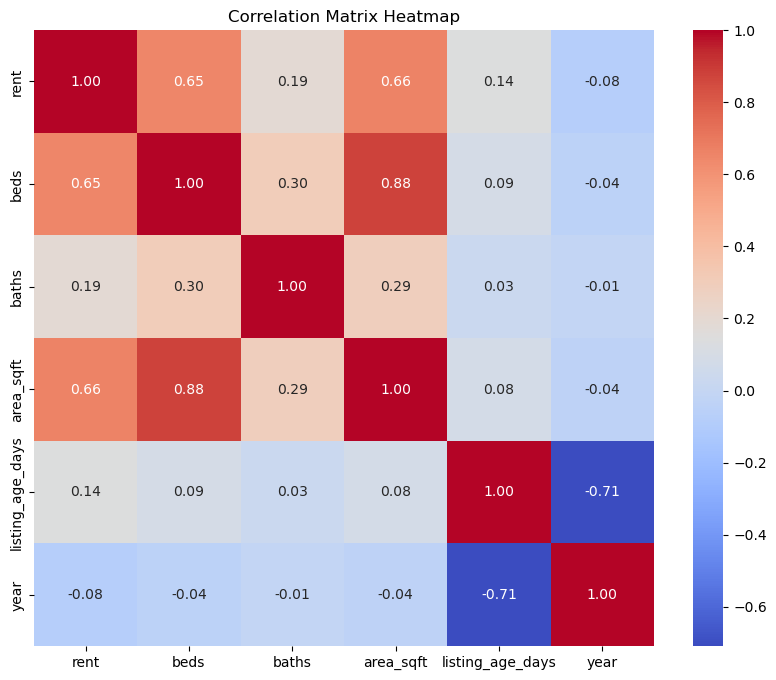 Correlation Matrix Heatmap
rent 1.00 0.65 0.19 0.66 0.14 -0.08
beds 0.65 1.00 0.30 0.88 0.09 -0.04
baths 0.19 0.30 1.00 0.29 0.03 -0.01
area_sqft 0.66 0.88 0.29 1.00 0.08 -0.04
listing_age_days 0.14 0.09 0.03 0.08 1.00 -0.71
year -0.08 -0.04 -0.01 -0.04 -0.71 1.00
rent beds baths area_sqft listing_age_days year
1.0
0.8
0.6
0.4
0.2
0.0
−0.2
−0.4
−0.6